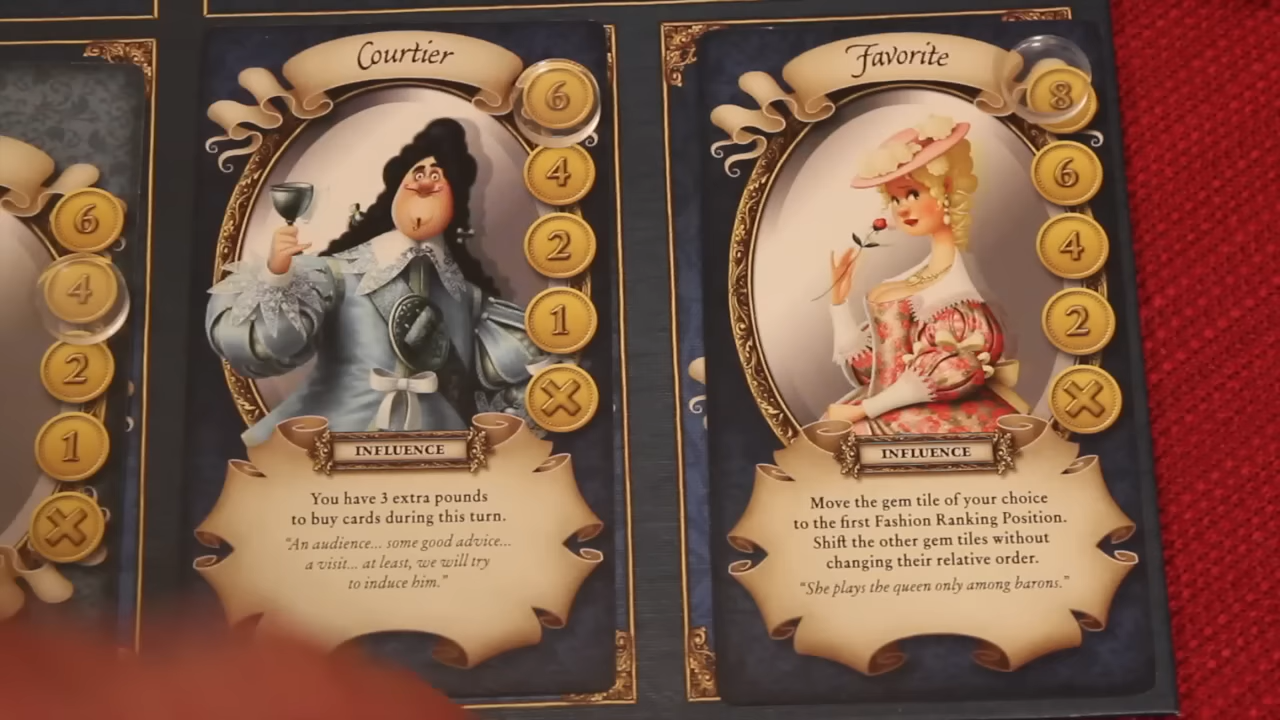 6
4
2
1
X
Courtier
6
4
2
1
X
INFLUENCE
You have 3 extra pounds
to buy cards during this turn.
"An audience... some good advice...
a visit... at least, we will try
to induce him."
Favorite
8
6
4
2
X
INFLUENCE
Move the gem tile of your choice
to the first Fashion Ranking Position.
Shift the other gem tiles without
changing their relative order.
"She plays the queen only among barons."